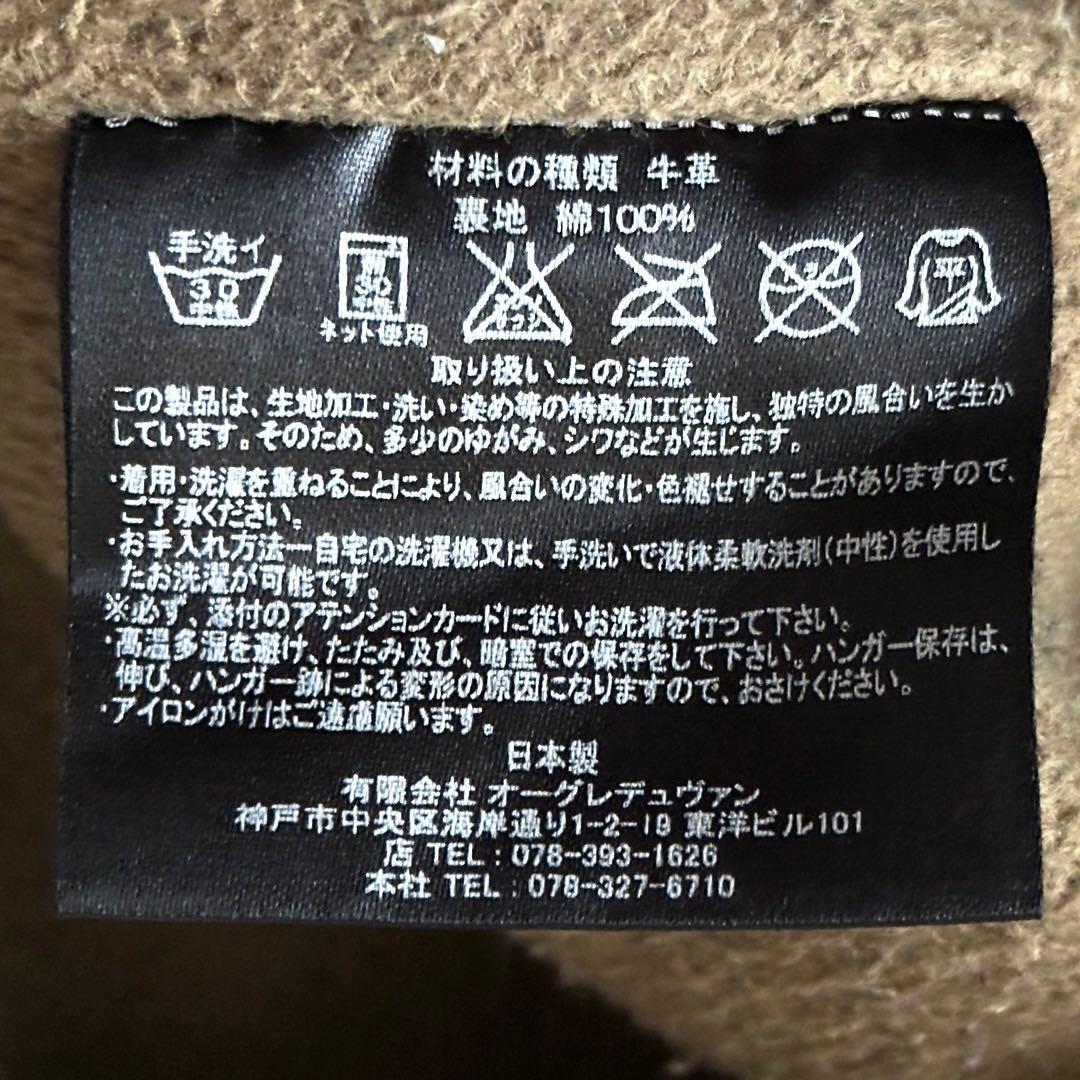 材料の種類 牛革
裏地 綿100%
手洗イ
30
中性
弱
30
中性
ネット使用
エンソ
サラシ
ドライ
取り扱い上の注意
この製品は、生地加工・洗い・染め等の特殊加工を施し、独特の風合いを生か
しています。そのため、多少のゆがみ、シワなどが生じます。
・着用・洗濯を重ねることにより、風合いの変化・色褪せすることがありますので、
ご了承ください。
・お手入れ方法ー自宅の洗濯機又は、手洗いで液体柔軟洗剤(中性)を使用し
たお洗濯が可能です。
※必ず、添付のアテンションカードに従いお洗濯を行って下さい。
・高温多湿を避け、たたみ及び、暗室での保存をして下さい。ハンガー保存は、
伸び、ハンガー跡による変形の原因になりますので、おさけください。
・アイロンがけはご遠慮願います。
日本製
有限会社 オーグレデュヴァン
神戸市中央区海岸通り1-2-19 東洋ビル101
店 TEL：078-393-1626
本社 TEL：078-327-6710